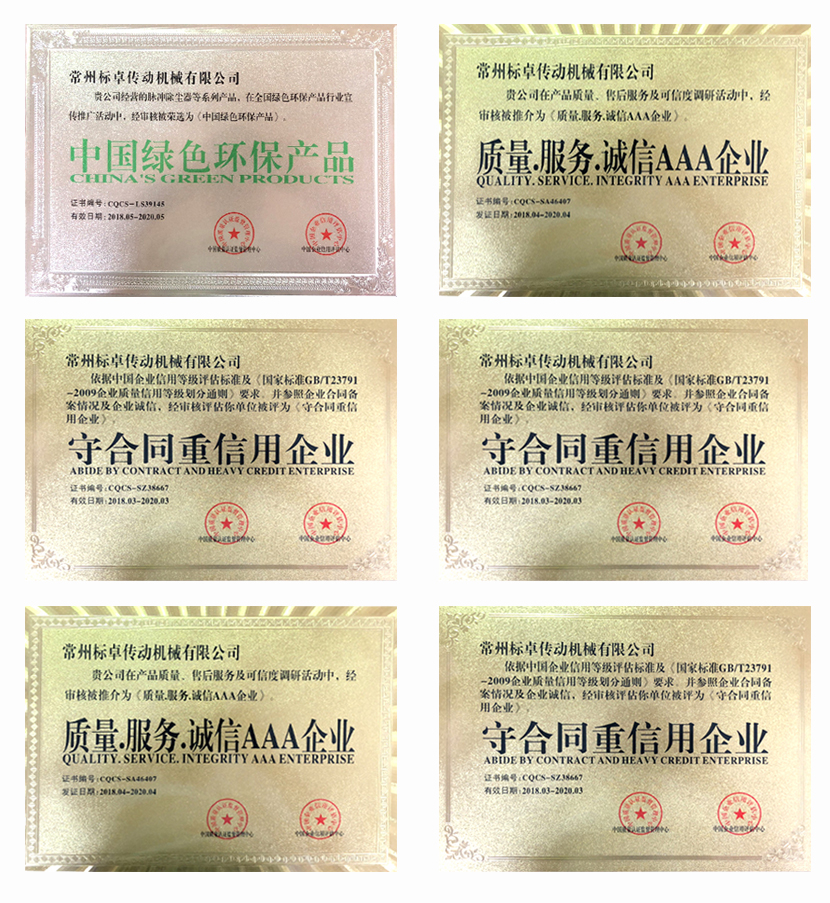 常州标卓传动机械有限公司
贵公司经营的脉冲除尘器等系列产品，在全国绿色环保产品行业宣
传推广活动中，经审核被荣选为《中国绿色环保产品》。
中国绿色环保产品
CHINA'S GREEN PRODUCTS
证书编号：CQCS-LS39145
有效日期：2018.05-2020.05
常州标卓传动机械有限公司
贵公司在产品质量、售后服务及可信度调研活动中，经
审核被推介为《质量.服务.诚信AAA企业》。
质量.服务.诚信AAA企业
QUALITY. SERVICE. INTEGRITY AAA ENTERPRISE
证书编号：CQCS-SA46407
发证日期：2018.04-2020.04
常州标卓传动机械有限公司
依据中国企业信用等级评估标准及《国家标准GB/T23791
-2009企业质量信用等级划分通则》要求。并参照企业合同备
案情况及企业诚信，经审核评估你单位被评为《守合同重信
用企业》。
守合同重信用企业
ABIDE BY CONTRACT AND HEAVY CREDIT ENTERPRISE
证书编号：CQCS-SZ38667
有效日期：2018.03-2020.03
常州标卓传动机械有限公司
依据中国企业信用等级评估标准及《国家标准GB/T23791
-2009企业质量信用等级划分通则》要求。并参照企业合同备
案情况及企业诚信，经审核评估你单位被评为《守合同重信
用企业》。
守合同重信用企业
ABIDE BY CONTRACT AND HEAVY CREDIT ENTERPRISE
证书编号：CQCS-SZ38667
有效日期：2018.03-2020.03
常州标卓传动机械有限公司
贵公司在产品质量、售后服务及可信度调研活动中，经
审核被推介为《质量.服务.诚信AAA企业》。
质量.服务.诚信AAA企业
QUALITY. SERVICE. INTEGRITY AAA ENTERPRISE
证书编号：CQCS-SA46407
发证日期：2018.04-2020.04
常州标卓传动机械有限公司
依据中国企业信用等级评估标准及《国家标准GB/T23791
-2009企业质量信用等级划分通则》要求。并参照企业合同备
案情况及企业诚信，经审核评估你单位被评为《守合同重信
用企业》。
守合同重信用企业
ABIDE BY CONTRACT AND HEAVY CREDIT ENTERPRISE
证书编号：CQCS-SZ38667
有效日期：2018.03-2020.03